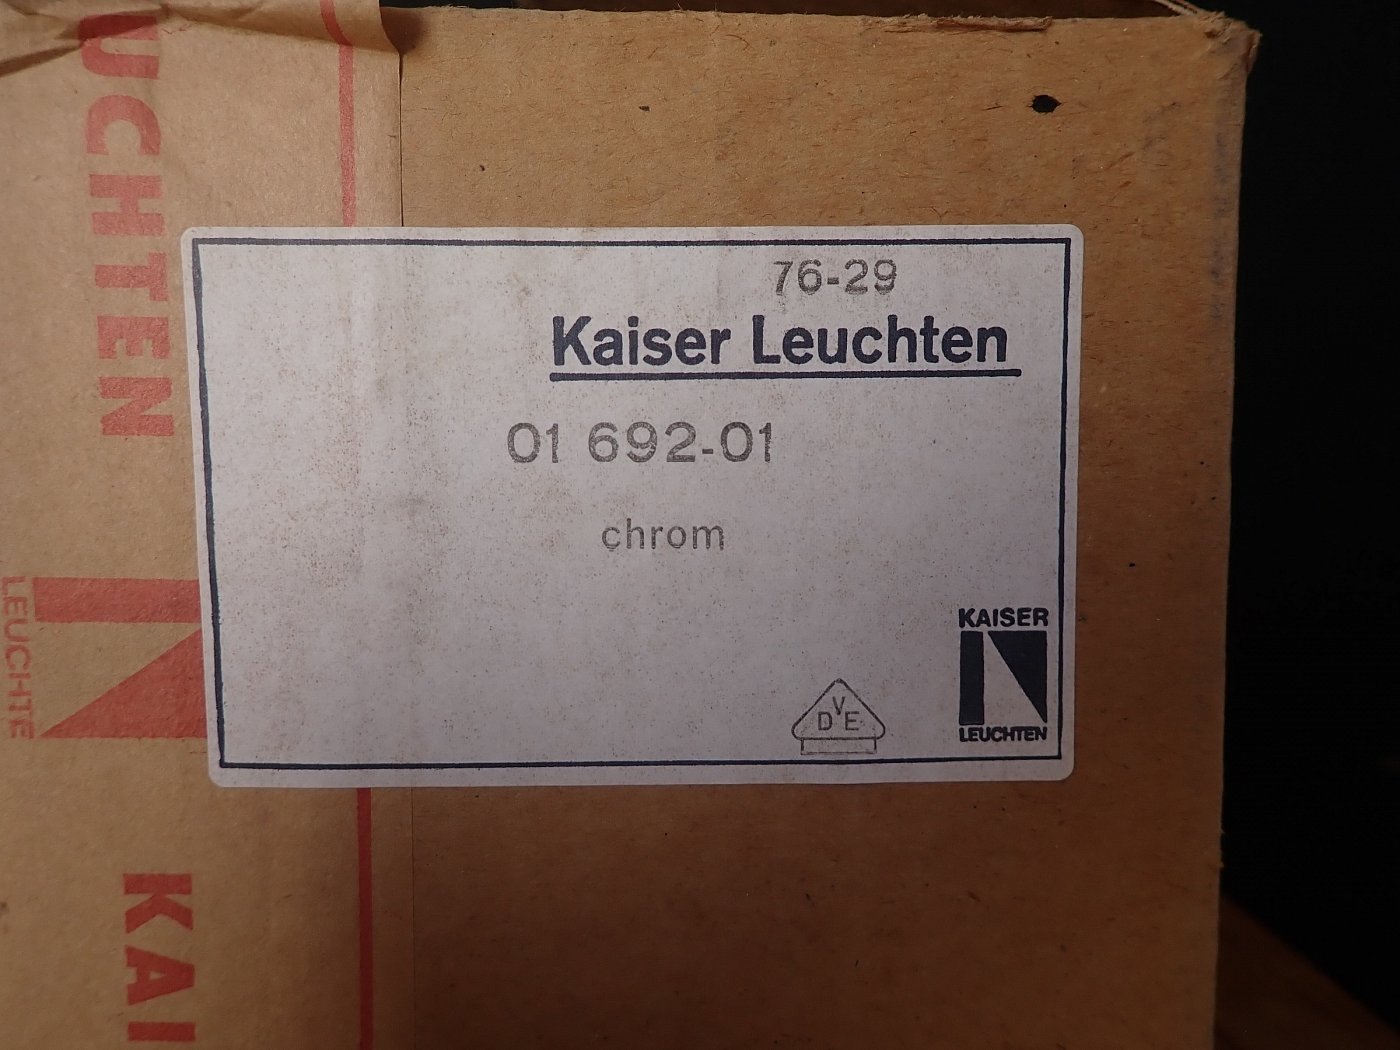 76-29
Kaiser Leuchten
01 692-01
chrom
DVE
KAISER
LEUCHTEN
UCHTEN
LEUCHTE
KAI